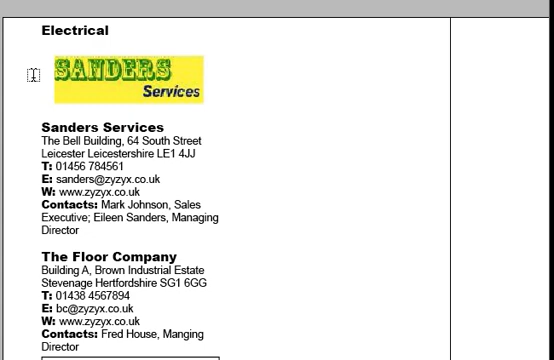 Electrical
SANDERS
Services
Sanders Services
The Bell Building, 64 South Street
Leicester Leicestershire LE1 4JJ
T: 01456 784561
E: sanders@zyzyx.co.uk
W: www.zyzyx.co.uk
Contacts: Mark Johnson, Sales
Executive; Eileen Sanders, Managing
Director
The Floor Company
Building A, Brown Industrial Estate
Stevenage Hertfordshire SG1 6GG
T: 01438 4567894
E: bc@zyzyx.co.uk
W: www.zyzyx.co.uk
Contacts: Fred House, Manging
Director